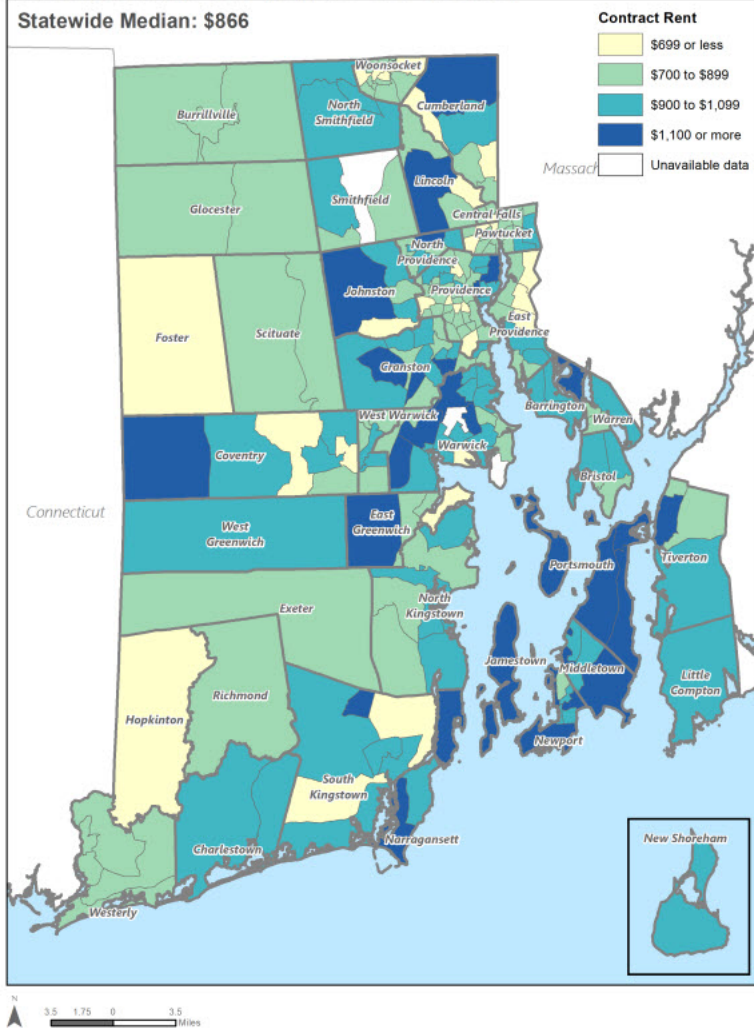 Statewide Median: $866
Contract Rent
$699 or less
$700 to $899
$900 to $1,099
$1,100 or more
Unavailable data
Woonsocket
Burrillville
North
Smithfield
Cumberland
Massach
Lincoln
Smithfield
Glocester
Central Falls
Pawtucket
North
Providence
Johnston
Providence
Foster
Scituate
East
Providence
Cranston
Barrington
West Warwick
Warren
Coventry
Warwick
Bristol
Connecticut
West
Greenwich
East
Greenwich
Portsmouth
Tiverton
Exeter
North
Kingstown
Jamestown
Middletown
Little
Compton
Richmond
Hopkinton
Newport
South
Kingstown
Charlestown
Narragansett
New Shoreham
Westerly
N
3.5 1.75 0 3.5
Miles